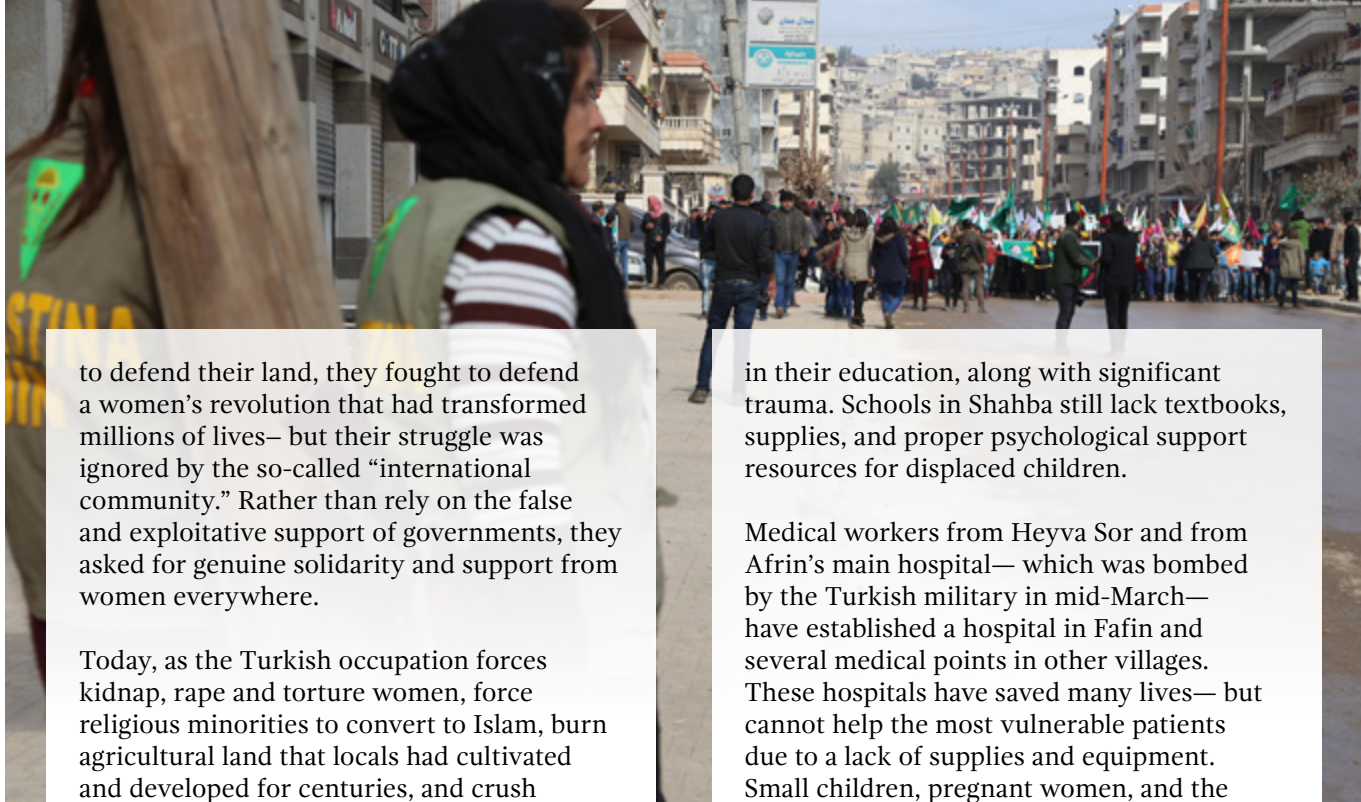 STINA
JIN
to defend their land, they fought to defend
a women’s revolution that had transformed
millions of lives– but their struggle was
ignored by the so-called “international
community.” Rather than rely on the false
and exploitative support of governments, they
asked for genuine solidarity and support from
women everywhere.
Today, as the Turkish occupation forces
kidnap, rape and torture women, force
religious minorities to convert to Islam, burn
agricultural land that locals had cultivated
and developed for centuries, and crush
in their education, along with significant
trauma. Schools in Shahba still lack textbooks,
supplies, and proper psychological support
resources for displaced children.
Medical workers from Heyva Sor and from
Afrin’s main hospital— which was bombed
by the Turkish military in mid-March—
have established a hospital in Fafin and
several medical points in other villages.
These hospitals have saved many lives— but
cannot help the most vulnerable patients
due to a lack of supplies and equipment.
Small children, pregnant women, and the